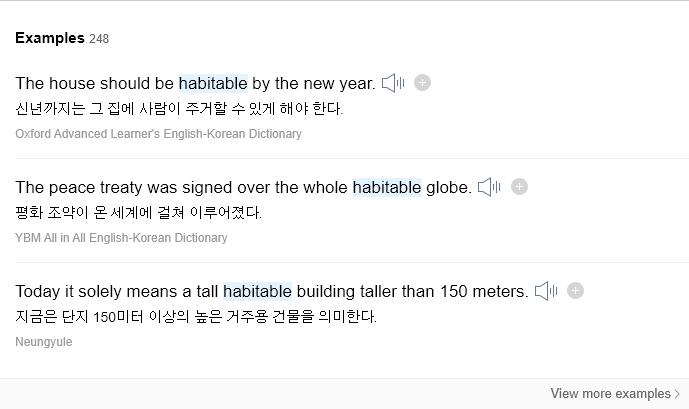 Examples 248
The house should be habitable by the new year.
신년까지는 그 집에 사람이 주거할 수 있게 해야 한다.
Oxford Advanced Learner's English-Korean Dictionary
The peace treaty was signed over the whole habitable globe.
평화 조약이 온 세계에 걸쳐 이루어졌다.
YBM All in All English-Korean Dictionary
Today it solely means a tall habitable building taller than 150 meters.
지금은 단지 150미터 이상의 높은 거주용 건물을 의미한다.
Neungyule
View more examples